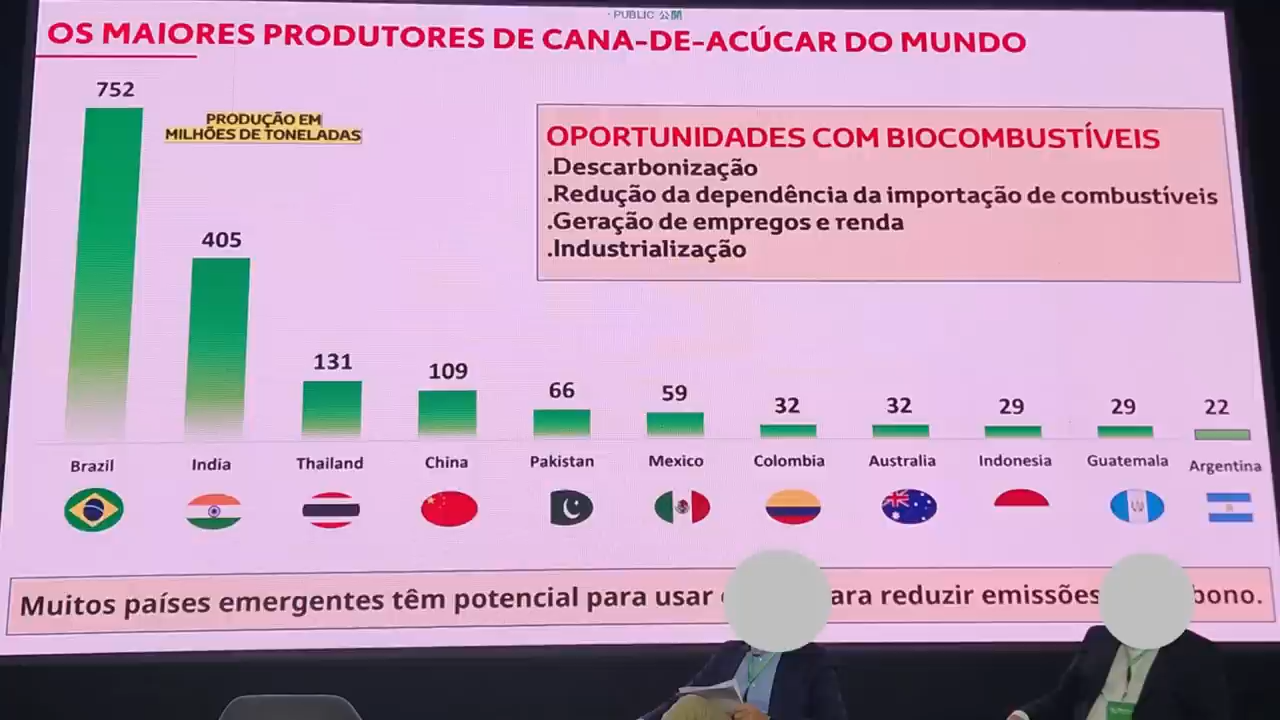 PUBLIC 公開
OS MAIORES PRODUTORES DE CANA-DE-ACÚCAR DO MUNDO
PRODUÇÃO EM
MILHÕES DE TONELADAS
OPORTUNIDADES COM BIOCOMBUSTÍVEIS
.Descarbonização
.Redução da dependência da importação de combustíveis
.Geração de empregos e renda
.Industrialização
752
405
131
109
66
59
32
32
29
29
22
Brazil
India
Thailand
China
Pakistan
Mexico
Colombia
Australia
Indonesia
Guatemala
Argentina
Muitos países emergentes têm potencial para usar ara reduzir emissões bono.